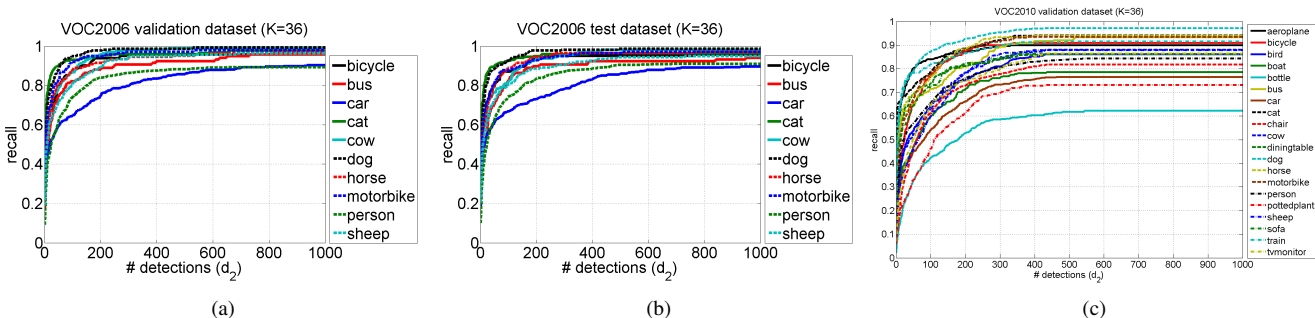 VOC2006 validation dataset (K=36)
recall
1
0.8
0.6
0.4
0.2
0
0 200 400 600 800 1000
# detections (d2)
bicycle
bus
car
cat
cow
dog
horse
motorbike
person
sheep
(a)
VOC2006 test dataset (K=36)
recall
1
0.8
0.6
0.4
0.2
0
0 200 400 600 800 1000
# detections (d2)
bicycle
bus
car
cat
cow
dog
horse
motorbike
person
sheep
(b)
VOC2010 validation dataset (K=36)
recall
1
0.9
0.8
0.7
0.6
0.5
0.4
0.3
0.2
0.1
0
0 100 200 300 400 500 600 700 800 900 1000
# detections (d2)
aeroplane
bicycle
bird
boat
bottle
bus
car
cat
chair
cow
diningtable
dog
horse
motorbike
person
pottedplant
sheep
sofa
train
tvmonitor
(c)